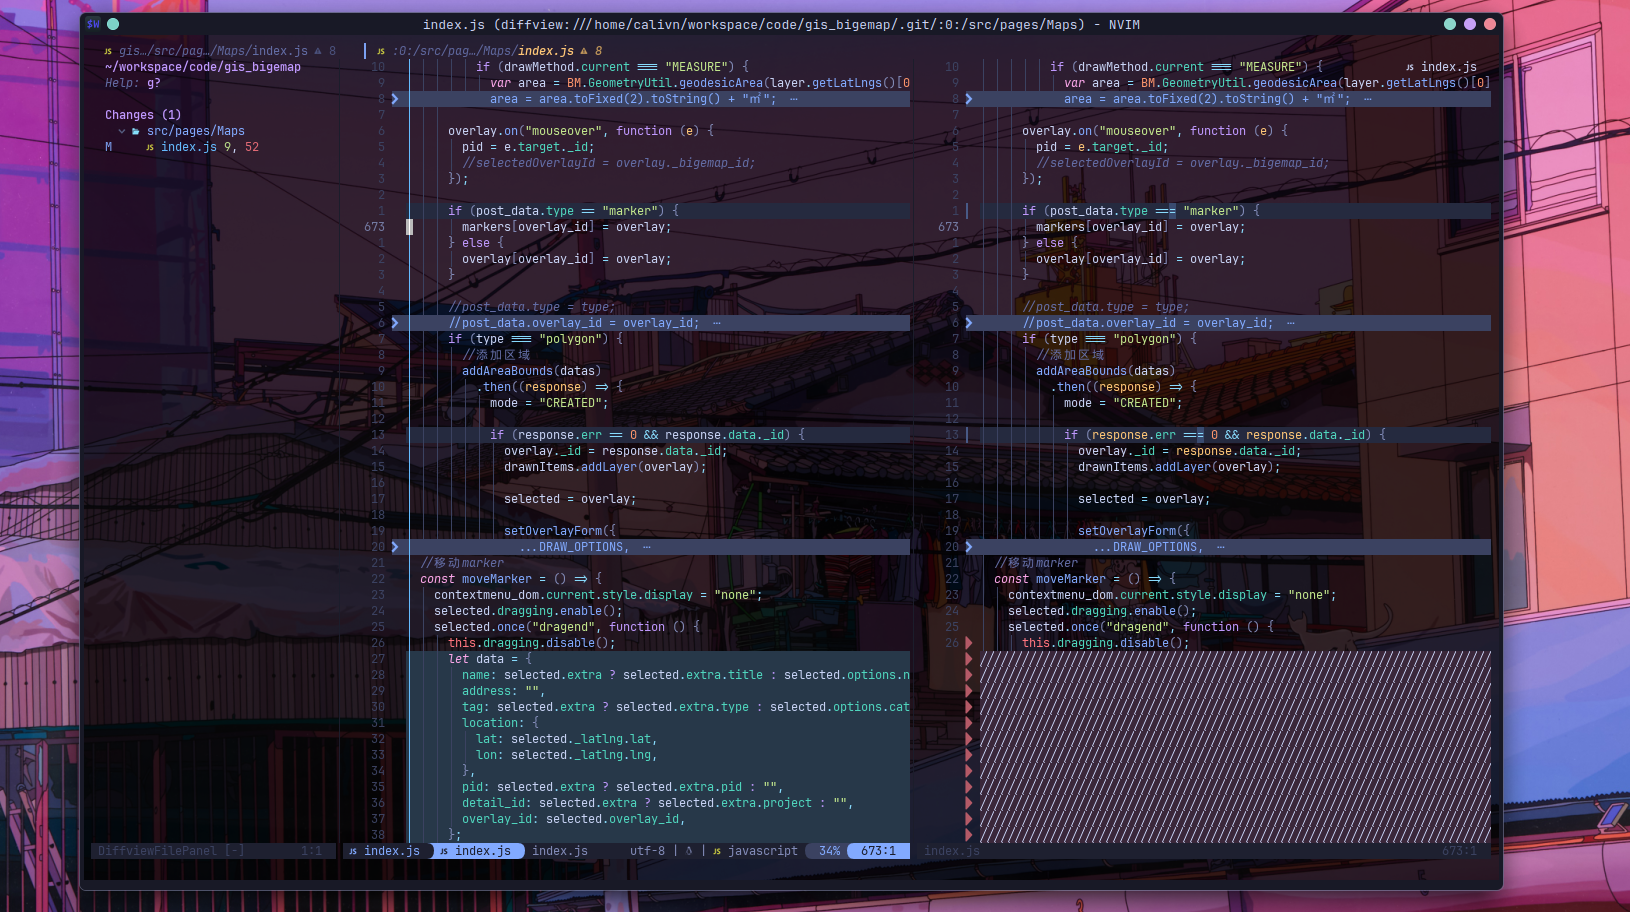 $W
index.js (diffview:///home/calivn/workspace/code/gis_bigemap/.git/:0:/src/pages/Maps) - NVIM
JS gis…/src/pag…/Maps/index.js 8
~/workspace/code/gis_bigemap
Help: g?
Changes (1)
src/pages/Maps
M JS index.js 9, 52
DiffviewFilePanel [-] 1:1
JS :0:/src/pag…/Maps/index.js 8
10 if (drawMethod.current === "MEASURE") {
9 var area = BM.GeometryUtil.geodesicArea(layer.getLatLngs()[0
8 area = area.toFixed(2).toString() + "㎡"; ⋯
7
6 overlay.on("mouseover", function (e) {
5 pid = e.target._id;
4 //selectedOverlayId = overlay._bigemap_id;
3 });
2
1 if (post_data.type == "marker") {
673 markers[overlay_id] = overlay;
1 } else {
2 overlay[overlay_id] = overlay;
3 }
4
5 //post_data.type = type;
6 //post_data.overlay_id = overlay_id; ⋯
7 if (type === "polygon") {
8 //添加区域
9 addAreaBounds(datas)
10 .then((response) => {
11 mode = "CREATED";
12
13 if (response.err == 0 && response.data._id) {
14 overlay._id = response.data._id;
15 drawnItems.addLayer(overlay);
16
17 selected = overlay;
18
19 setOverlayForm({
20 ...DRAW_OPTIONS, ⋯
21 //移动marker
22 const moveMarker = () => {
23 contextmenu_dom.current.style.display = "none";
24 selected.dragging.enable();
25 selected.once("dragend", function () {
26 this.dragging.disable();
27 let data = {
28 name: selected.extra ? selected.extra.title : selected.options.n
29 address: "",
30 tag: selected.extra ? selected.extra.type : selected.options.cat
31 location: {
32 lat: selected._latlng.lat,
33 lon: selected._latlng.lng,
34 },
35 pid: selected.extra ? selected.extra.pid : "",
36 detail_id: selected.extra ? selected.extra.project : "",
37 overlay_id: selected.overlay_id,
38 };
JS index.js JS index.js index.js utf-8 | | JS javascript 34% 673:1
JS index.js
10 if (drawMethod.current === "MEASURE") {
9 var area = BM.GeometryUtil.geodesicArea(layer.getLatLngs()[0]
8 area = area.toFixed(2).toString() + "㎡"; ⋯
7
6 overlay.on("mouseover", function (e) {
5 pid = e.target._id;
4 //selectedOverlayId = overlay._bigemap_id;
3 });
2
1 if (post_data.type === "marker") {
673 markers[overlay_id] = overlay;
1 } else {
2 overlay[overlay_id] = overlay;
3 }
4
5 //post_data.type = type;
6 //post_data.overlay_id = overlay_id; ⋯
7 if (type === "polygon") {
8 //添加区域
9 addAreaBounds(datas)
10 .then((response) => {
11 mode = "CREATED";
12
13 if (response.err === 0 && response.data._id) {
14 overlay._id = response.data._id;
15 drawnItems.addLayer(overlay);
16
17 selected = overlay;
18
19 setOverlayForm({
20 ...DRAW_OPTIONS, ⋯
21 //移动marker
22 const moveMarker = () => {
23 contextmenu_dom.current.style.display = "none";
24 selected.dragging.enable();
25 selected.once("dragend", function () {
26 this.dragging.disable();
index.js 673:1